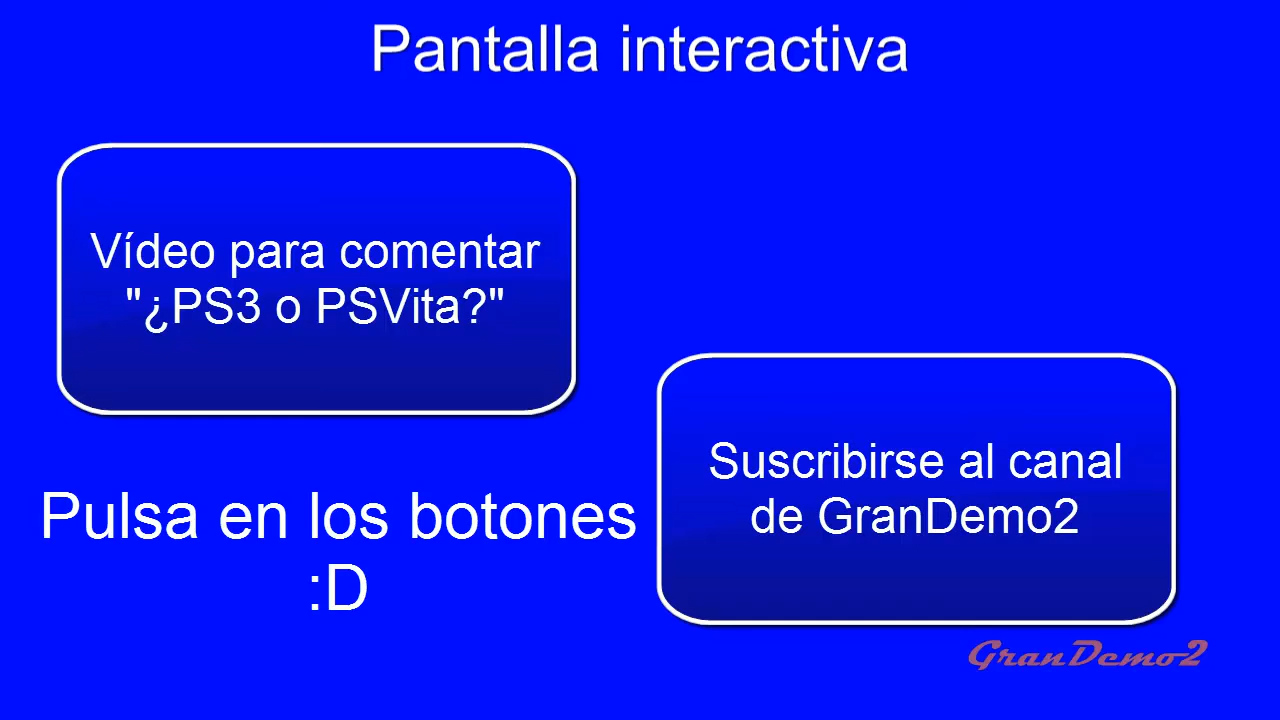 Pantalla interactiva
Vídeo para comentar
"¿PS3 o PSVita?"
Suscribirse al canal
de GranDemo2
Pulsa en los botones
:D
GranDemo2